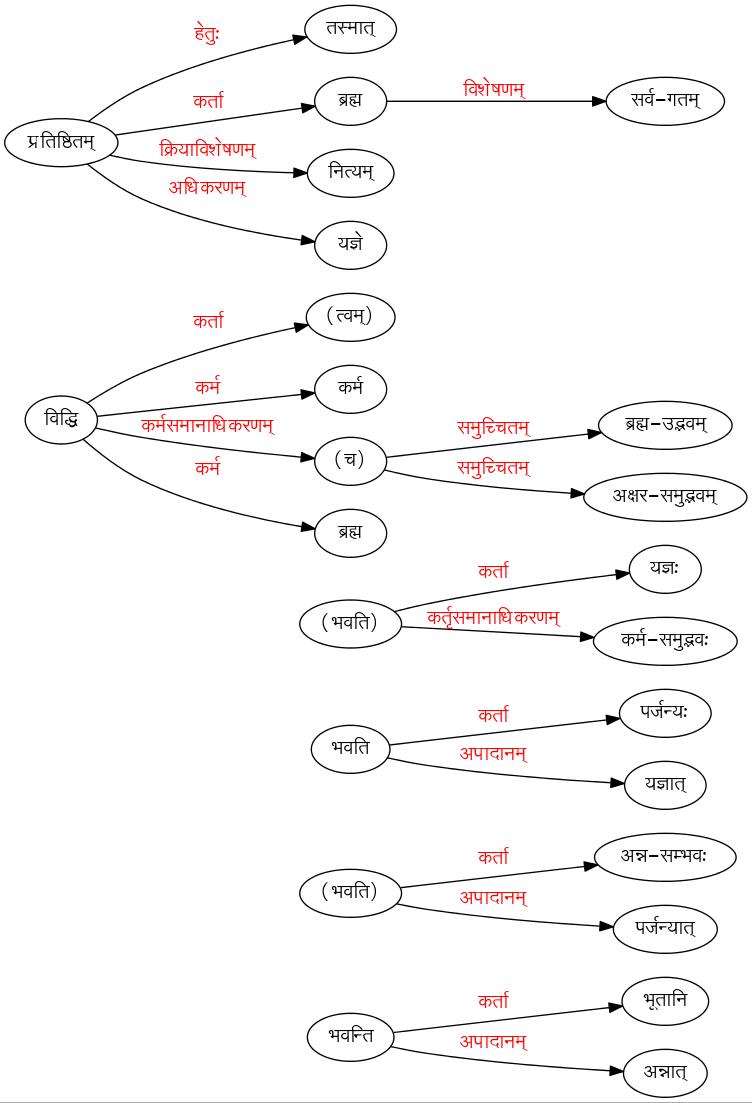 हेतुः
तस्मात्
कर्ता
ब्रह्म
विशेषणम्
सर्व-गतम्
प्रतिष्ठितम्
क्रियाविशेषणम्
नित्यम्
अधिकरणम्
यज्ञे
कर्ता
(त्वम्)
कर्म
कर्म
विद्धि
कर्मसमानाधिकरणम्
(च)
समुच्चितम्
ब्रह्म-उद्भवम्
समुच्चितम्
अक्षर-समुद्भवम्
कर्म
ब्रह्म
(भवति)
कर्ता
यज्ञः
कर्तृसमानाधिकरणम्
कर्म-समुद्भवः
भवति
कर्ता
पर्जन्यः
अपादानम्
यज्ञात्
(भवति)
कर्ता
अन्न-सम्भवः
अपादानम्
पर्जन्यात्
भवन्ति
कर्ता
भूतानि
अपादानम्
अन्नात्